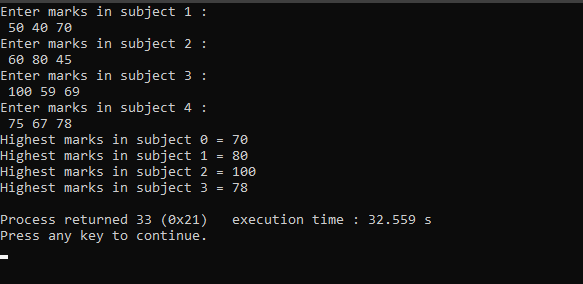 Enter marks in subject 1 :
50 40 70
Enter marks in subject 2 :
60 80 45
Enter marks in subject 3 :
100 59 69
Enter marks in subject 4 :
75 67 78
Highest marks in subject 0 = 70
Highest marks in subject 1 = 80
Highest marks in subject 2 = 100
Highest marks in subject 3 = 78
Process returned 33 (0x21)   execution time : 32.559 s
Press any key to continue.